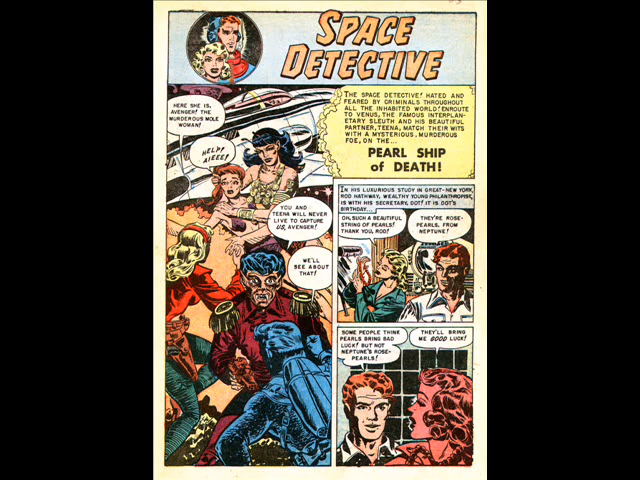 SPACE
DETECTIVE
THE SPACE DETECTIVE! HATED AND
FEARED BY CRIMINALS THROUGHOUT
ALL THE INHABITED WORLD! ENROUTE
TO VENUS, THE FAMOUS INTERPLAN-
ETARY SLEUTH AND HIS BEAUTIFUL
PARTNER, TEENA, MATCH THEIR WITS
WITH A MYSTERIOUS, MURDEROUS
FOE, ON THE...
PEARL SHIP
of DEATH!
HERE SHE IS,
AVENGER! THE
MURDEROUS MOLE
WOMAN!
HELP!
AIEEE!
YOU AND
TEENA WILL NEVER
LIVE TO CAPTURE
US, AVENGER!
WE'LL
SEE ABOUT
THAT!
IN HIS LUXURIOUS STUDY IN GREAT-NEW YORK,
ROD HATHWAY, WEALTHY YOUNG PHILANTHROPIST,
IS WITH HIS SECRETARY, DOT! IT IS DOT'S
BIRTHDAY...
OH, SUCH A BEAUTIFUL
STRING OF PEARLS!
THANK YOU, ROD!
THEY'RE ROSE-
PEARLS, FROM
NEPTUNE!
SOME PEOPLE THINK
PEARLS BRING BAD
LUCK! BUT NOT
NEPTUNE'S ROSE-
PEARLS!
THEY'LL BRING
ME GOOD LUCK!